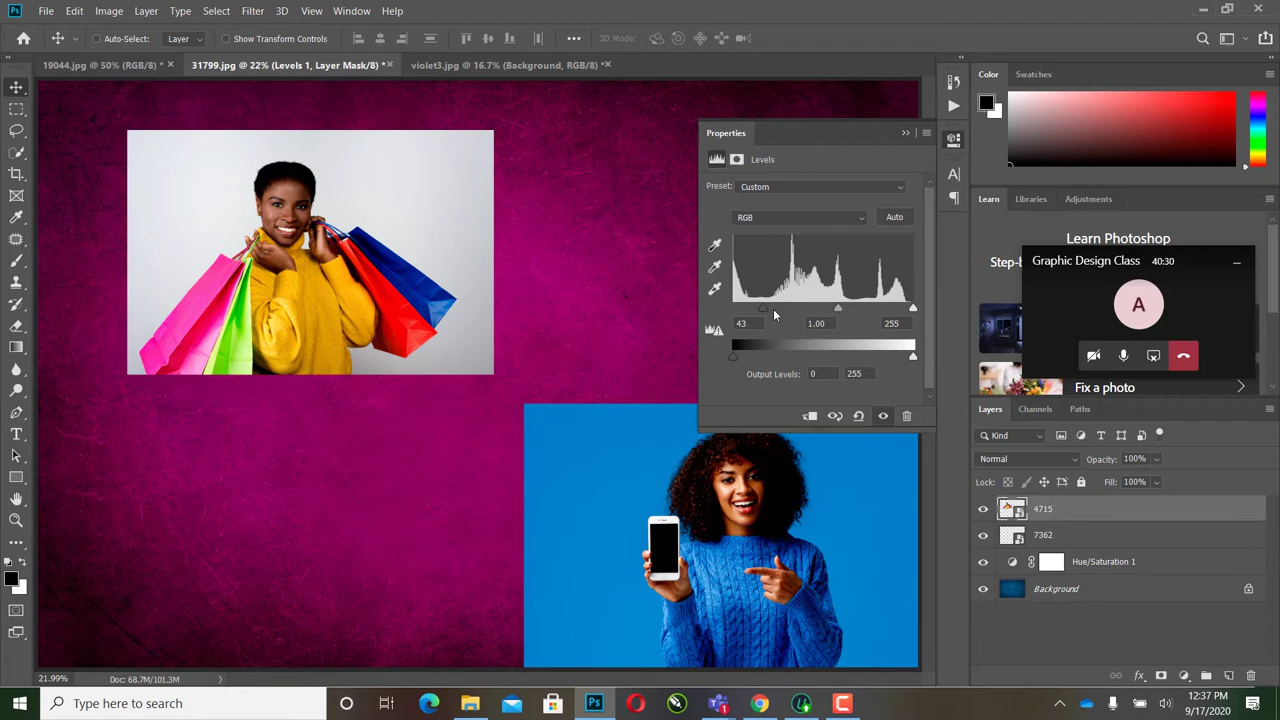 Ps File Edit Image Layer Type Select Filter 3D View Window Help
Auto-Select: Layer Show Transform Controls 3D Mode:
19044.jpg @ 50% (RGB/8) * × 31799.jpg @ 22% (Levels 1, Layer Mask/8) * × violet3.jpg @ 16.7% (Background, RGB/8) * ×
Properties
Levels
Preset: Custom
RGB Auto
43 1.00 255
Output Levels: 0 255
Color Swatches
Learn Libraries Adjustments
Learn Photoshop
Step-b
Graphic Design Class 40:30
A
Fix a photo
Layers Channels Paths
Kind
Normal Opacity: 100%
Lock: Fill: 100%
4715
7362
Hue/Saturation 1
Background
21.99% Doc: 68.7M/101.3M
Type here to search
Ps
1
12:37 PM
9/17/2020